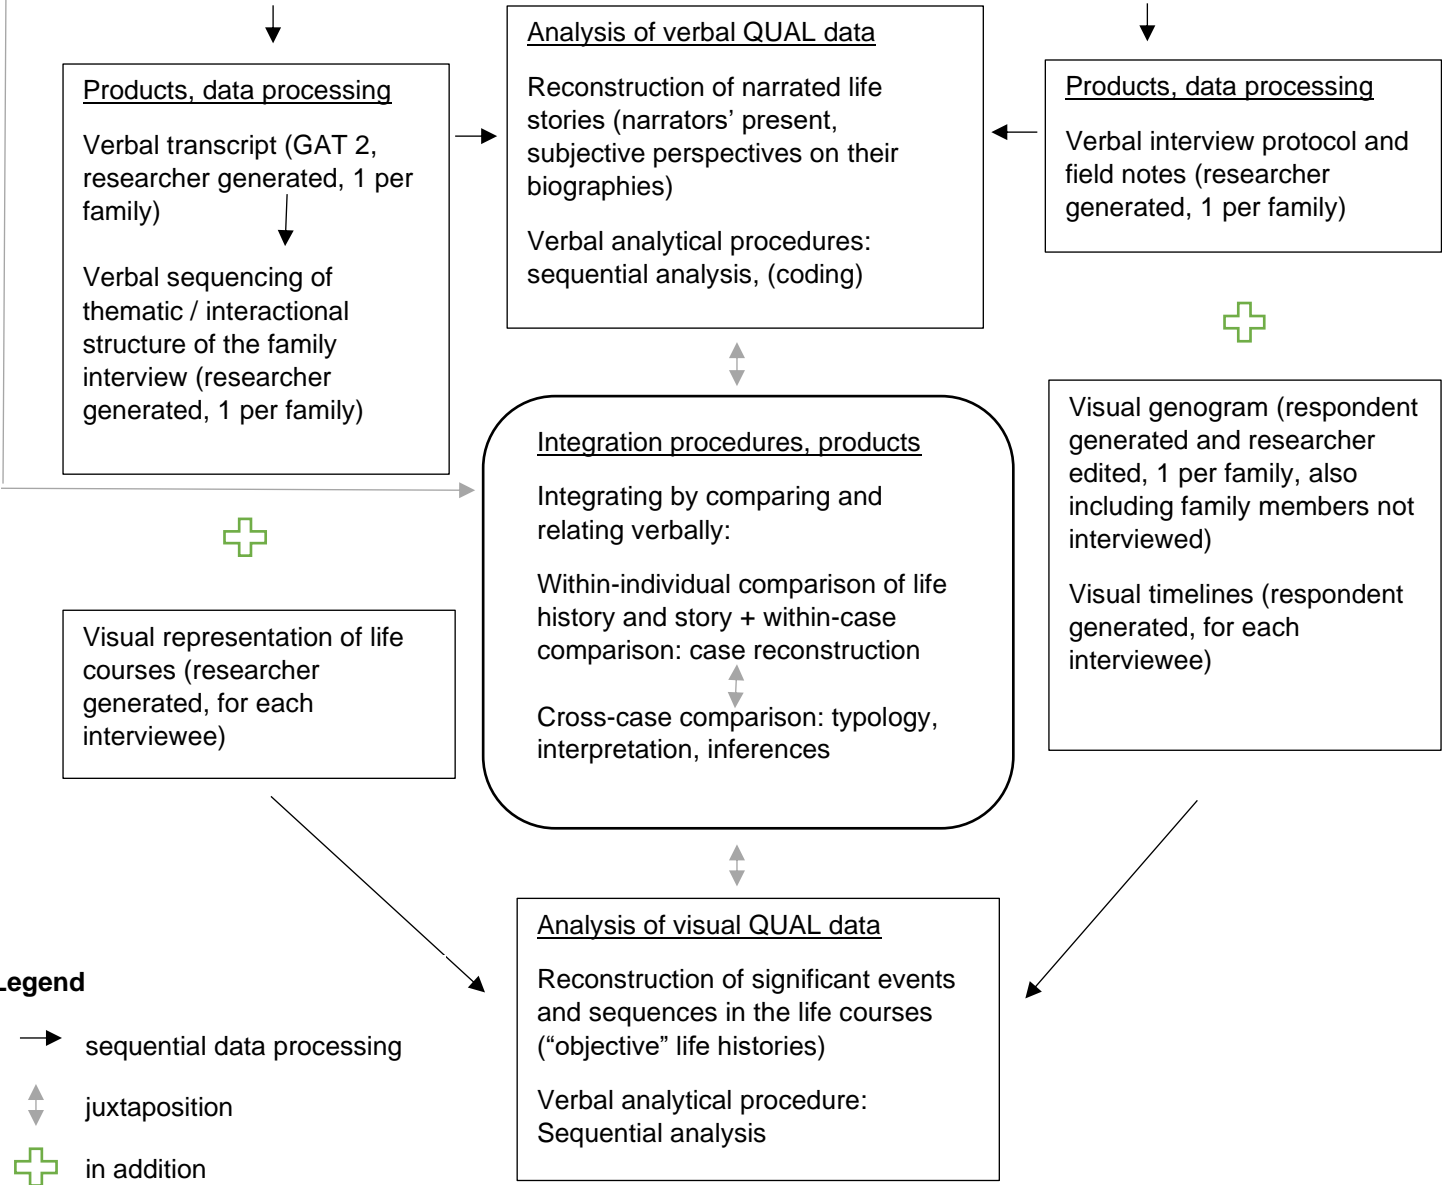 Products, data processing
Verbal transcript (GAT 2,
researcher generated, 1 per
family)
Verbal sequencing of
thematic / interactional
structure of the family
interview (researcher
generated, 1 per family)
Visual representation of life
courses (researcher
generated, for each
interviewee)
Analysis of verbal QUAL data
Reconstruction of narrated life
stories (narrators’ present,
subjective perspectives on their
biographies)
Verbal analytical procedures:
sequential analysis, (coding)
Integration procedures, products
Integrating by comparing and
relating verbally:
Within-individual comparison of life
history and story + within-case
comparison: case reconstruction
Cross-case comparison: typology,
interpretation, inferences
Analysis of visual QUAL data
Reconstruction of significant events
and sequences in the life courses
(“objective” life histories)
Verbal analytical procedure:
Sequential analysis
Products, data processing
Verbal interview protocol and
field notes (researcher
generated, 1 per family)
Visual genogram (respondent
generated and researcher
edited, 1 per family, also
including family members not
interviewed)
Visual timelines (respondent
generated, for each
interviewee)
Legend
sequential data processing
juxtaposition
in addition